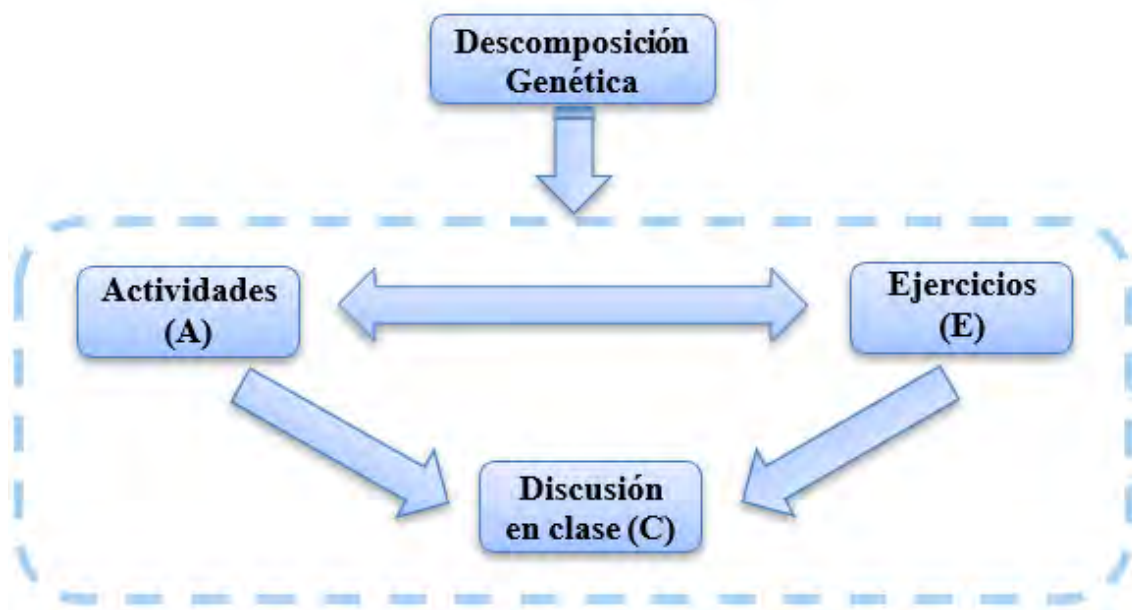 Descomposición
Genética
Actividades
(A)
Ejercicios
(E)
Discusión
en clase (C)